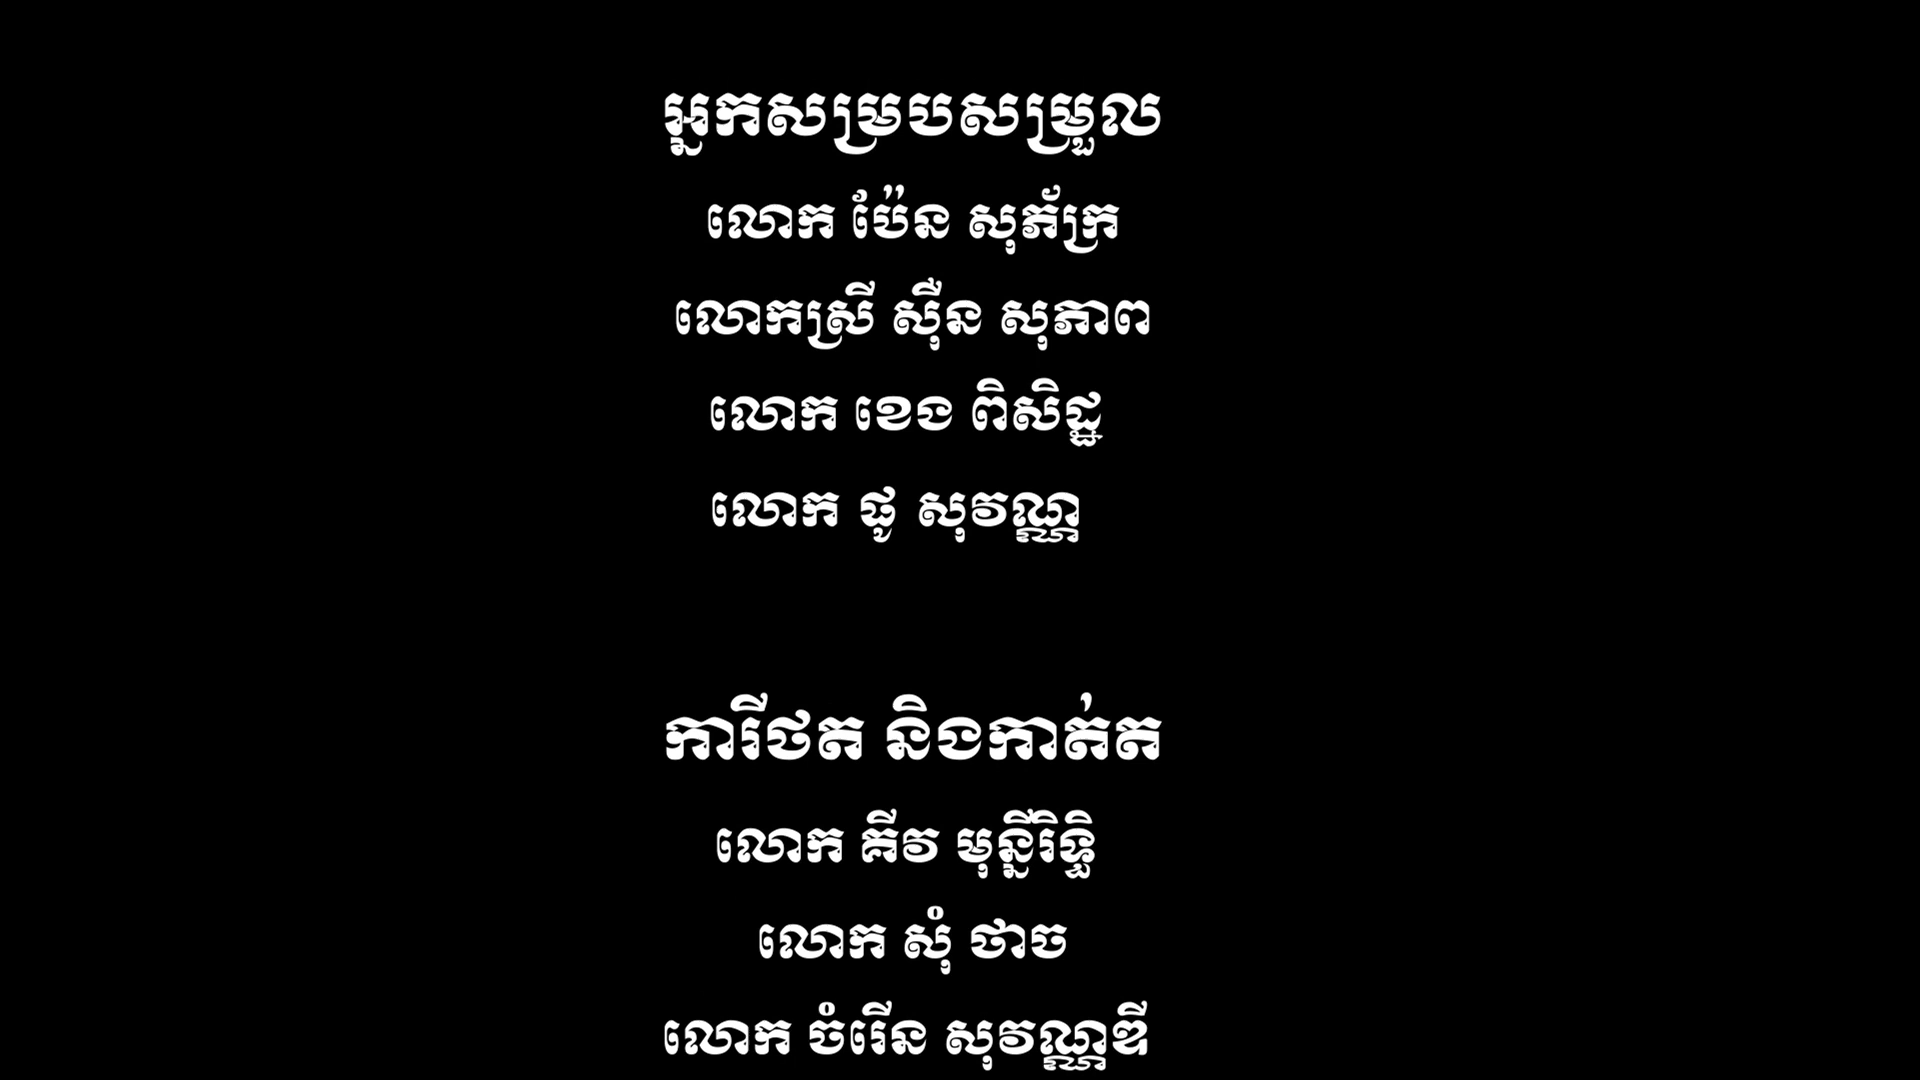 អ្នកសម្របសម្រួល
លោក ប៉ែន សុភ័ក្រ
លោកស្រី ស៊ឺន សុភាព
លោក ខេង ពិសិដ្ឋ
លោក ផូ សុវណ្ណ
ការីថត និងកាត់ត
លោក គីវ មុន្នីរិទ្ធិ
លោក សុំ ថាច
លោក ចំរើន សុវណ្ណឌី